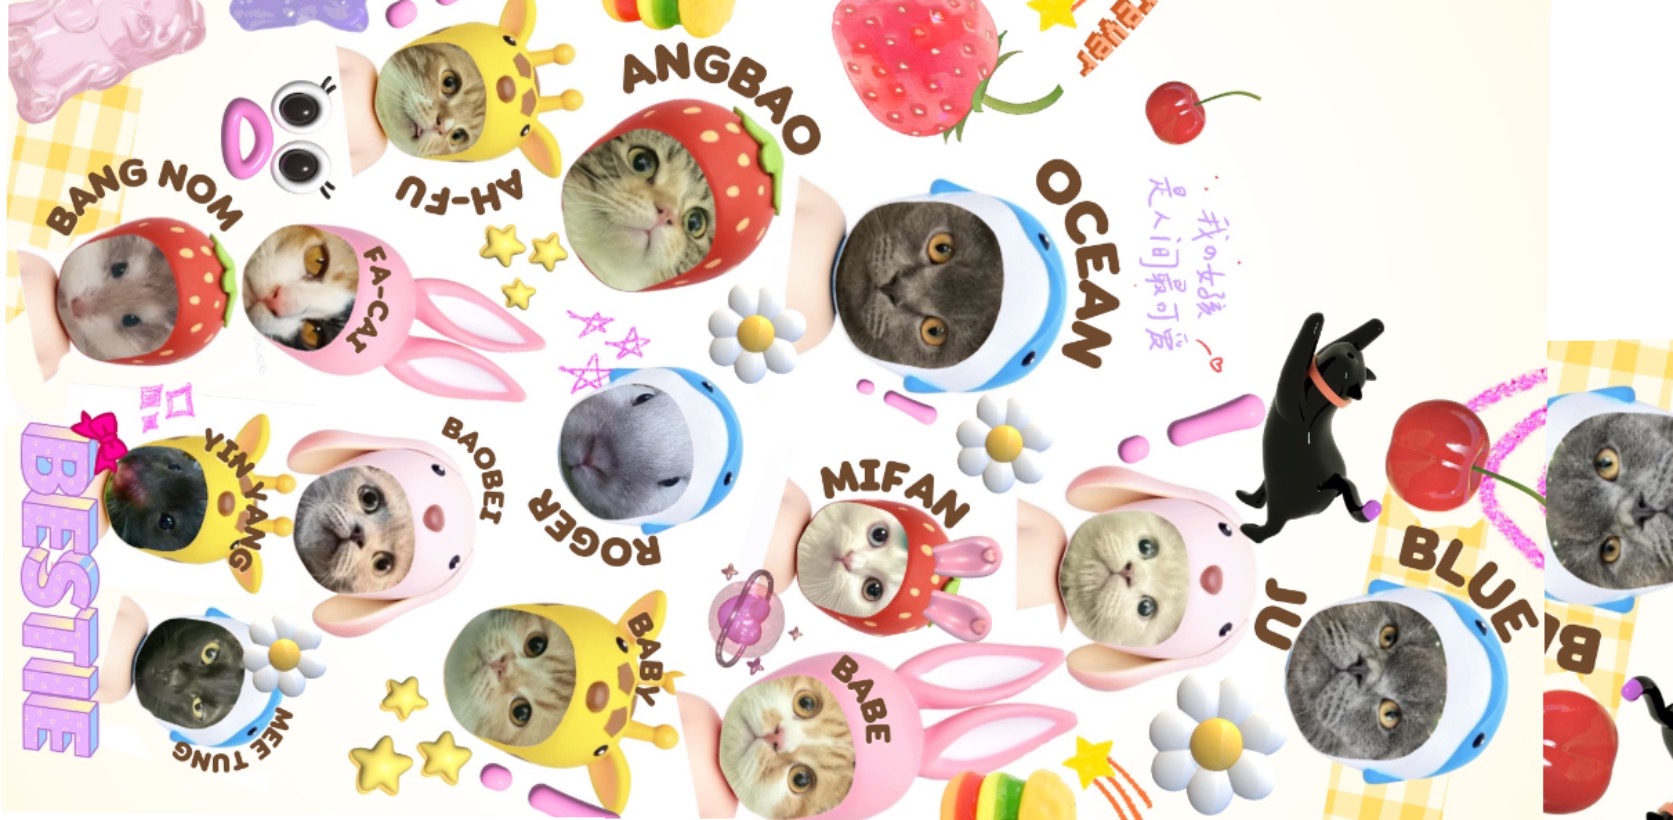 ranger
ANGBAO
BANG NOM
AH-FU
OCEAN
FA-CAI
我の女孩
是人间最可爱
BESTIE
YIN YANG
BAOBEI
ROGER
MIFAN
BLUE
JU
BABY
BABE
MEE TUNG